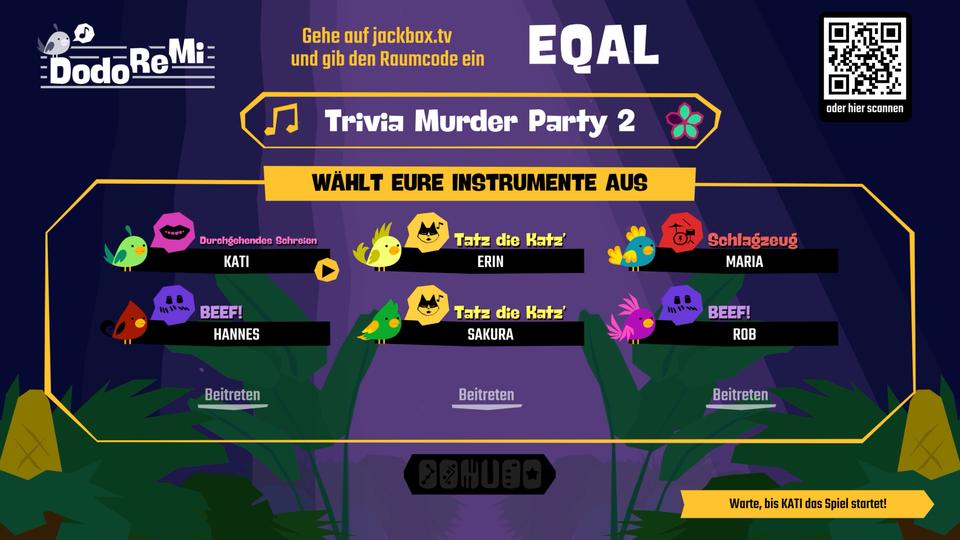 DodoReMi
Gehe auf jackbox.tv
und gib den Raumcode ein
EQAL
oder hier scannen
Trivia Murder Party 2
WÄHLT EURE INSTRUMENTE AUS
Durchgehendes Schreien
KATI
Tatz die Katz'
ERIN
Schlagzeug
MARIA
BEEF!
HANNES
Tatz die Katz'
SAKURA
BEEF!
ROB
Beitreten
Beitreten
Beitreten
Warte, bis KATI das Spiel startet!